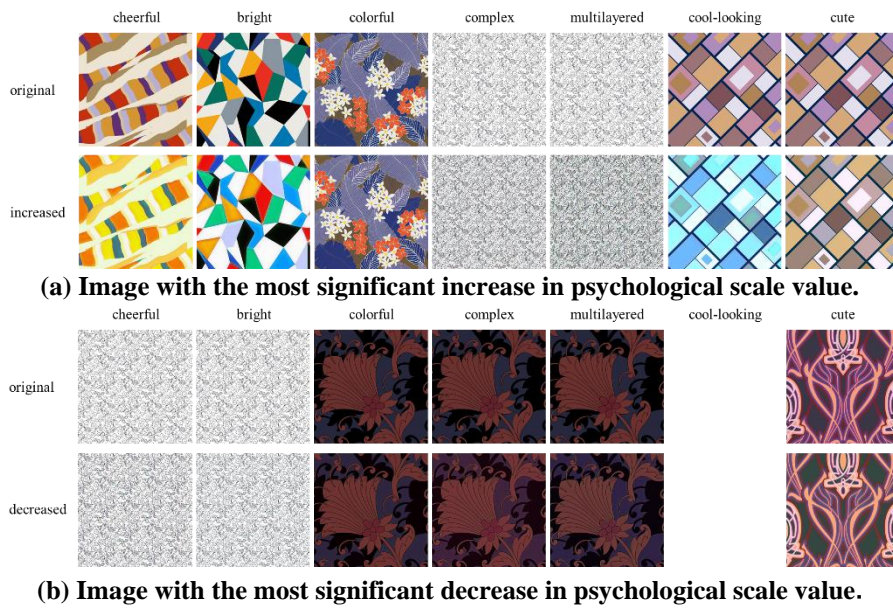 cheerful bright colorful complex multilayered cool-looking cute
original
increased
(a) Image with the most significant increase in psychological scale value.
cheerful bright colorful complex multilayered cool-looking cute
original
decreased
(b) Image with the most significant decrease in psychological scale value.